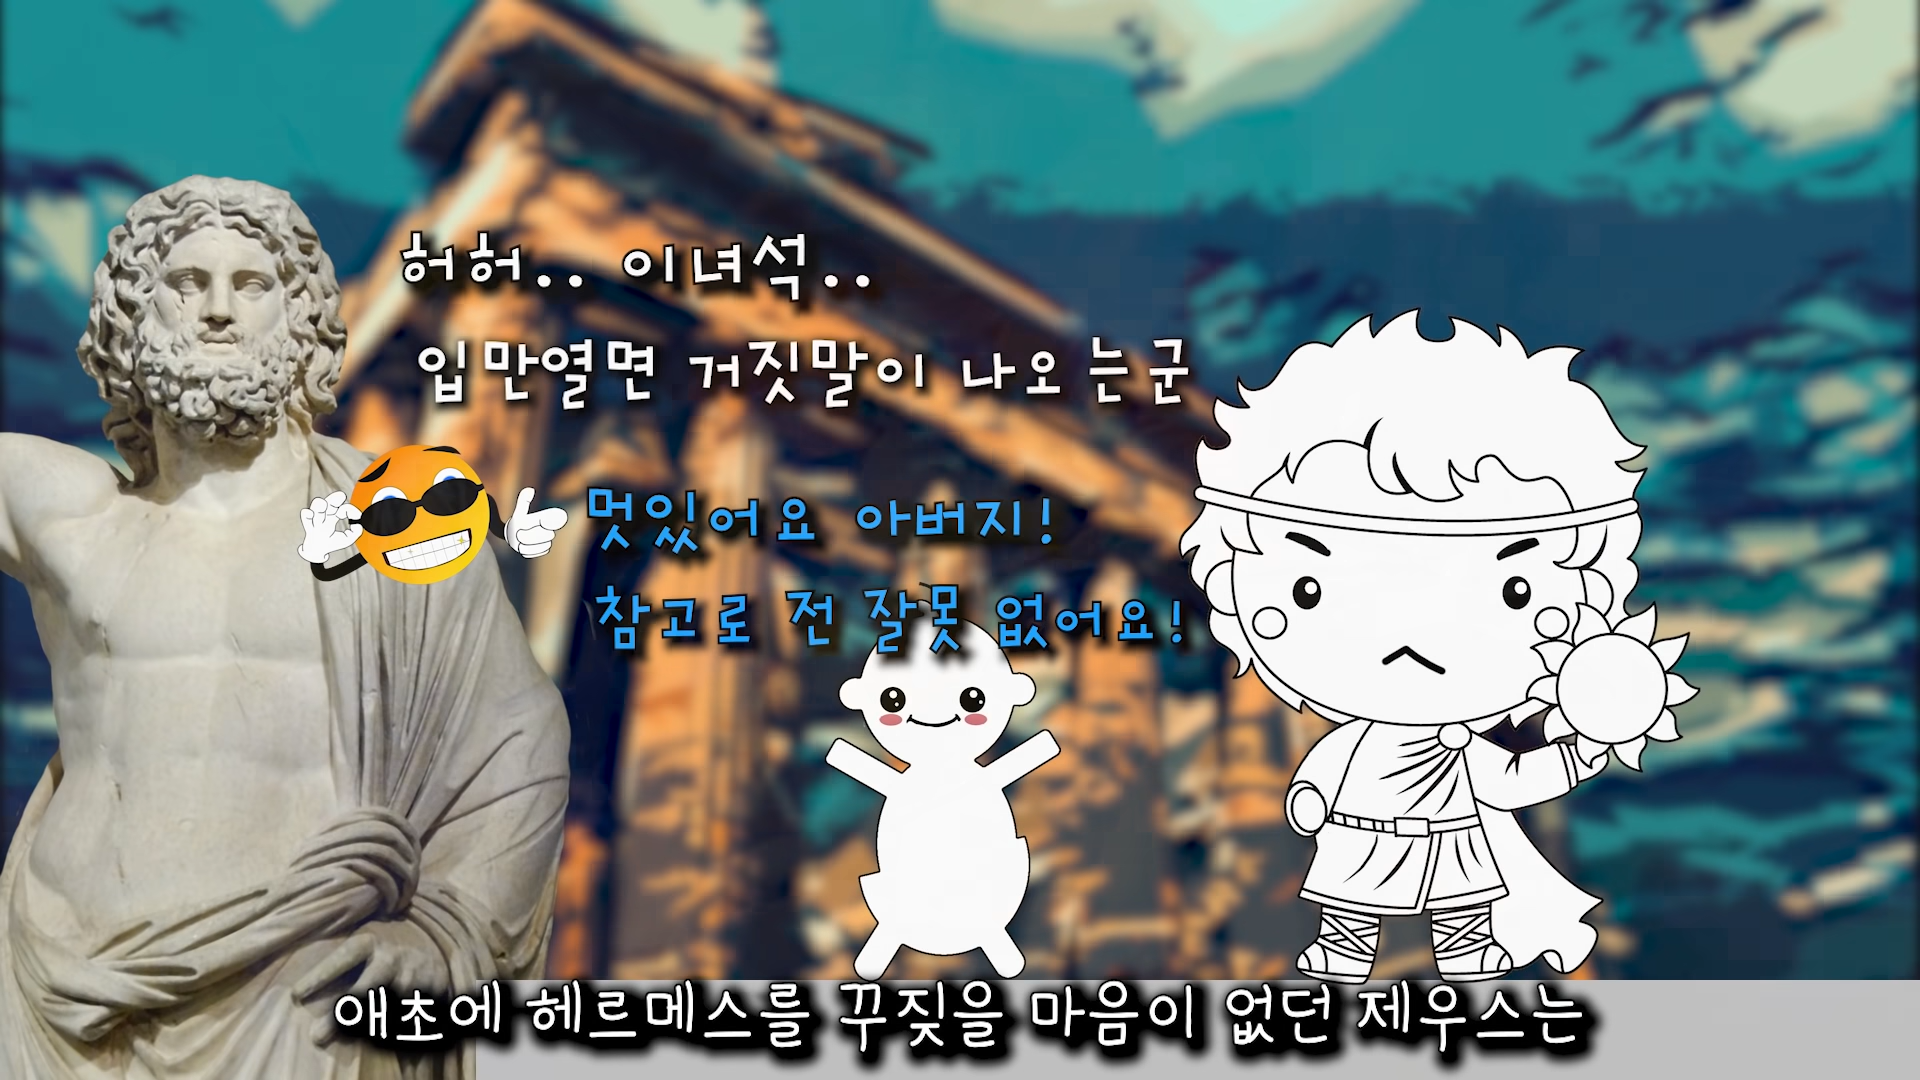 허허.. 이녀석..
입만열면 거짓말이 나오는군
멋있어요 아버지!
참고로 전 잘못 없어요!
애초에 헤르메스를 꾸짖을 마음이 없던 제우스는